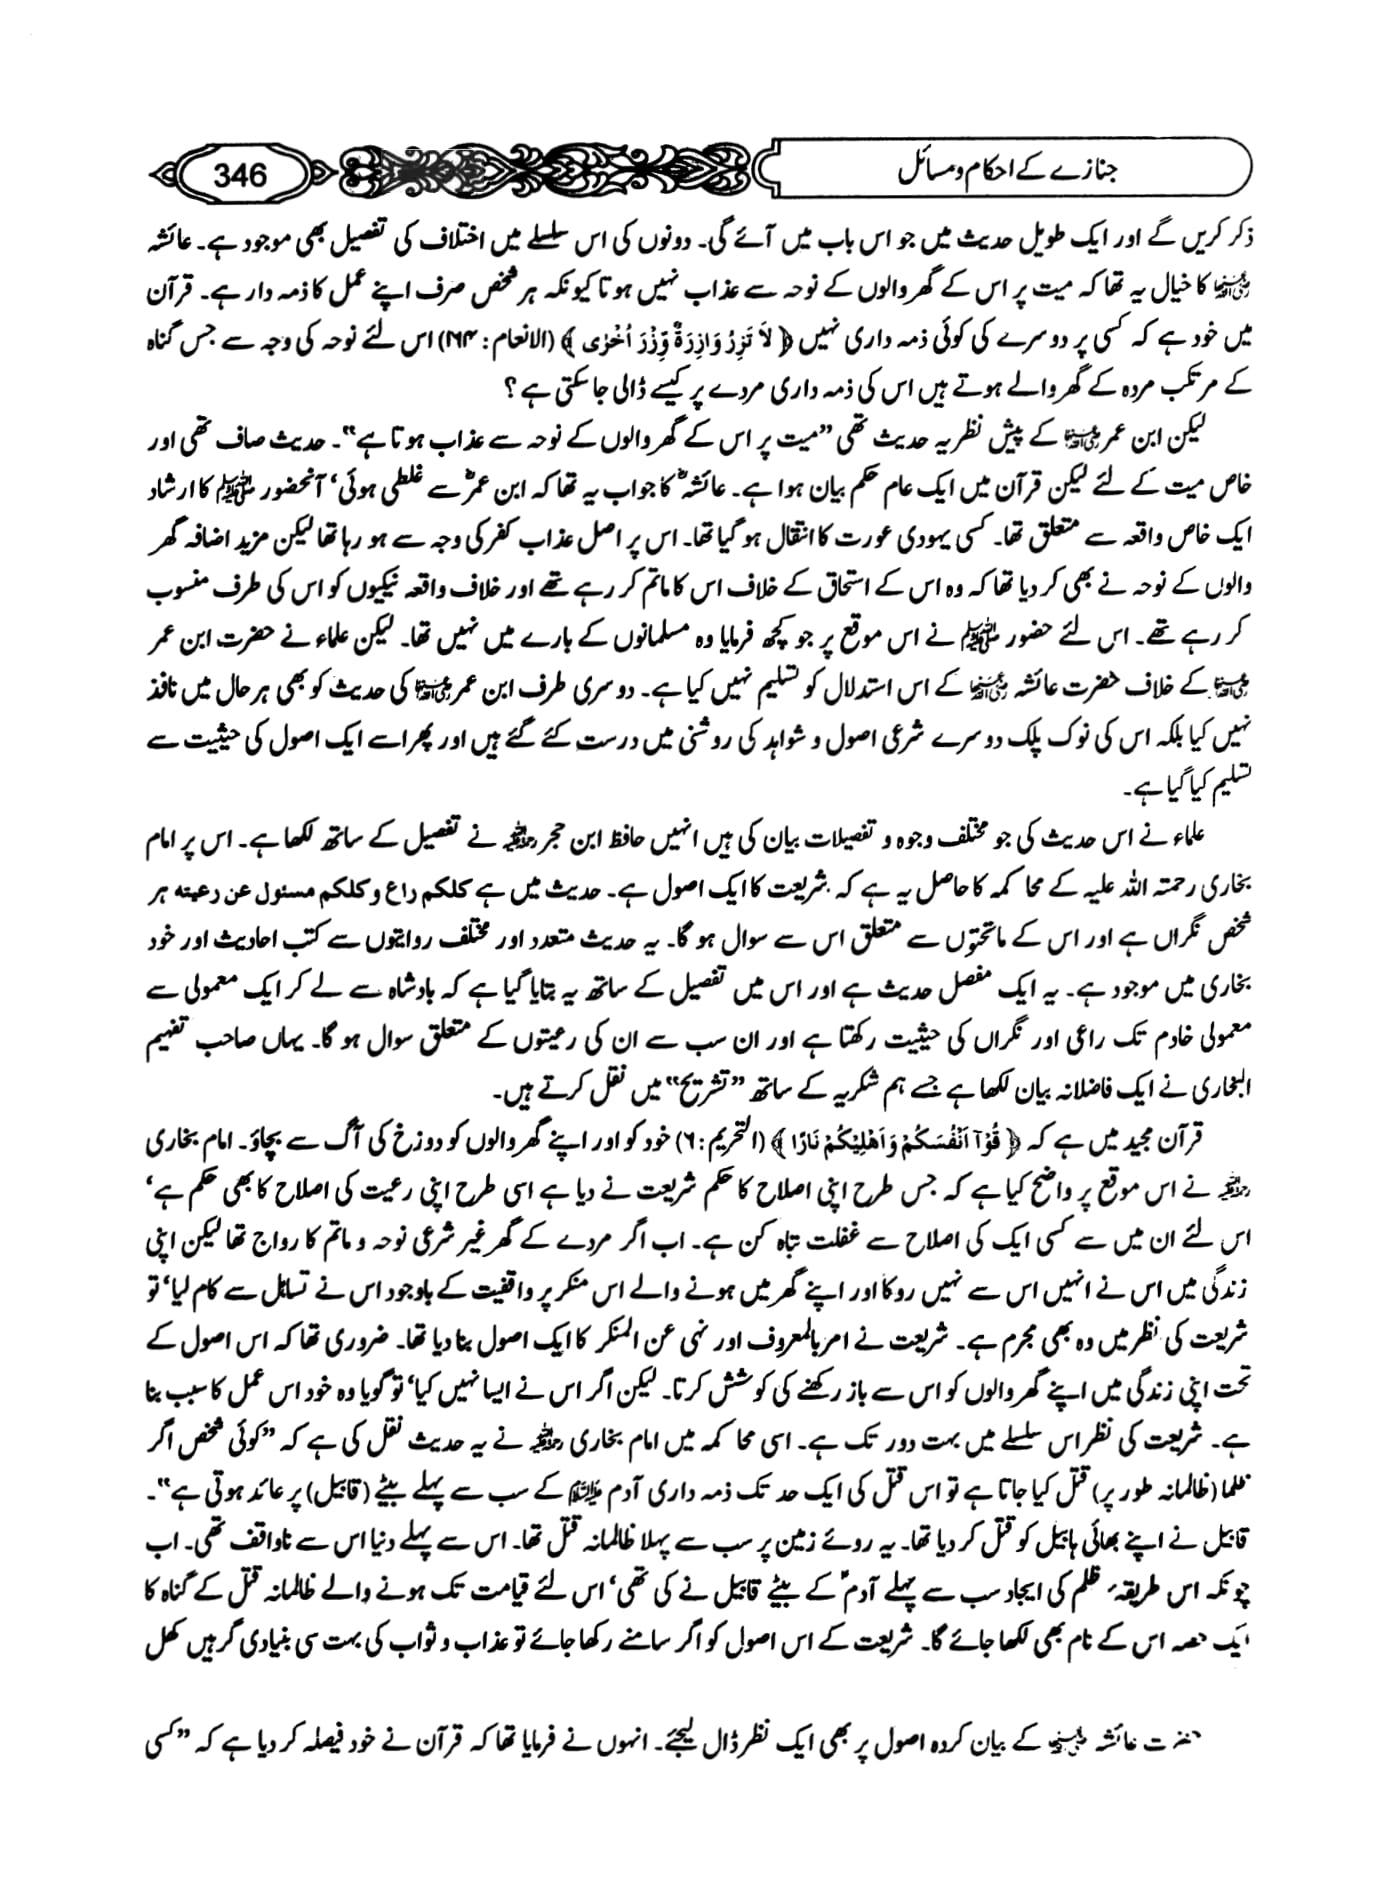 346
جنازے کے احکام و مسائل
ذکر کریں گے اور ایک طویل حدیث میں جو اس باب میں آئے گی۔ دونوں کی اس سلسلے میں اختلاف کی تفصیل بھی موجود ہے۔ عائشہ
رضی اللہ عنہا کا خیال یہ تھا کہ میت پر اس کے گھر والوں کے نوحہ سے عذاب نہیں ہوتا کیونکہ ہر شخص صرف اپنے عمل کا ذمہ دار ہے۔ قرآن
میں خود ہے کہ کسی پر دوسرے کی کوئی ذمہ داری نہیں ﴿ لَا تَزِرُ وَازِرَةٌ وِّزْرَ أُخْرٰى ﴾ (الانعام: ۱۶۴) اس لئے نوحہ کی وجہ سے جس گناہ
کے مرتکب مردہ کے گھر والے ہوتے ہیں اس کی ذمہ داری مردے پر کیسے ڈالی جا سکتی ہے؟
لیکن ابن عمر رضی اللہ عنہما کے پیش نظر یہ حدیث تھی ”میت پر اس کے گھر والوں کے نوحہ سے عذاب ہوتا ہے“۔ حدیث صاف تھی اور
خاص میت کے لئے لیکن قرآن میں ایک عام حکم بیان ہوا ہے۔ عائشہؓ کا جواب یہ تھا کہ ابن عمرؓ سے غلطی ہوئی‘ آنحضور ﷺ کا ارشاد
ایک خاص واقعہ سے متعلق تھا۔ کسی یہودی عورت کا انتقال ہو گیا تھا۔ اس پر اصل عذاب کفر کی وجہ سے ہو رہا تھا لیکن مزید اضافہ گھر
والوں کے نوحہ نے بھی کر دیا تھا کہ وہ اس کے استحاق کے خلاف اس کا ماتم کر رہے تھے اور خلاف واقعہ نیکیوں کو اس کی طرف منسوب
کر رہے تھے۔ اس لئے حضور ﷺ نے اس موقع پر جو کچھ فرمایا وہ مسلمانوں کے بارے میں نہیں تھا۔ لیکن علماء نے حضرت ابن عمر
رضی اللہ عنہما کے خلاف حضرت عائشہ رضی اللہ عنہا کے اس استدلال کو تسلیم نہیں کیا ہے۔ دوسری طرف ابن عمر رضی اللہ عنہما کی حدیث کو بھی ہر حال میں نافذ
نہیں کیا بلکہ اس کی نوک پلک دوسرے شرعی اصول و شواہد کی روشنی میں درست کئے گئے ہیں اور پھر اسے ایک اصول کی حیثیت سے
تسلیم کیا گیا ہے۔
علماء نے اس حدیث کی جو مختلف وجوہ و تفصیلات بیان کی ہیں انہیں حافظ ابن حجر رحمہ اللہ نے تفصیل کے ساتھ لکھا ہے۔ اس پر امام
بخاری رحمتہ اللہ علیہ کے محاکمہ کا حاصل یہ ہے کہ شریعت کا ایک اصول ہے۔ حدیث میں ہے کلکم راع و کلکم مسئول عن رعیته ہر
شخص نگراں ہے اور اس کے ماتحتوں سے متعلق اس سے سوال ہو گا۔ یہ حدیث متعدد اور مختلف روایتوں سے کتب احادیث اور خود
بخاری میں موجود ہے۔ یہ ایک مفصل حدیث ہے اور اس میں تفصیل کے ساتھ یہ بتایا گیا ہے کہ بادشاہ سے لے کر ایک معمولی سے
معمولی خادم تک راعی اور نگراں کی حیثیت رکھتا ہے اور ان سب سے ان کی رعیتوں کے متعلق سوال ہو گا۔ یہاں صاحب تفہیم
البخاری نے ایک فاضلانہ بیان لکھا ہے جسے ہم شکریہ کے ساتھ ”تشریح“ میں نقل کرتے ہیں۔
قرآن مجید میں ہے کہ ﴿ قُوْآ أَنْفُسَكُمْ وَأَهْلِيْكُمْ نَارًا ﴾ (التحریم: ۶) خود کو اور اپنے گھر والوں کو دوزخ کی آگ سے بچاؤ۔ امام بخاری
رحمہ اللہ نے اس موقع پر واضح کیا ہے کہ جس طرح اپنی اصلاح کا حکم شریعت نے دیا ہے اسی طرح اپنی رعیت کی اصلاح کا بھی حکم ہے‘
اس لئے ان میں سے کسی ایک کی اصلاح سے غفلت تباہ کن ہے۔ اب اگر مردے کے گھر غیر شرعی نوحہ و ماتم کا رواج تھا لیکن اپنی
زندگی میں اس نے انہیں اس سے نہیں روکا اور اپنے گھر میں ہونے والے اس منکر پر واقفیت کے باوجود اس نے تساہل سے کام لیا‘ تو
شریعت کی نظر میں وہ بھی مجرم ہے۔ شریعت نے امر بالمعروف اور نہی عن المنکر کا ایک اصول بنا دیا تھا۔ ضروری تھا کہ اس اصول کے
تحت اپنی زندگی میں اپنے گھر والوں کو اس سے باز رکھنے کی کوشش کرتا۔ لیکن اگر اس نے ایسا نہیں کیا‘ تو گویا وہ خود اس عمل کا سبب بنا
ہے۔ شریعت کی نظر اس سلسلے میں بہت دور تک ہے۔ اسی محاکمہ میں امام بخاری رحمہ اللہ نے یہ حدیث نقل کی ہے کہ ”کوئی شخص اگر
ظلما (ظالمانہ طور پر) قتل کیا جاتا ہے تو اس قتل کی ایک حد تک ذمہ داری آدم علیہ السلام کے سب سے پہلے بیٹے (قابیل) پر عائد ہوتی ہے“۔
قابیل نے اپنے بھائی ہابیل کو قتل کر دیا تھا۔ یہ روئے زمین پر سب سے پہلا ظالمانہ قتل تھا۔ اس سے پہلے دنیا اس سے ناواقف تھی۔ اب
چونکہ اس طریقہ ظلم کی ایجاد سب سے پہلے آدمؑ کے بیٹے قابیل نے کی تھی‘ اس لئے قیامت تک ہونے والے ظالمانہ قتل کے گناہ کا
ایک حصہ اس کے نام بھی لکھا جائے گا۔ شریعت کے اس اصول کو اگر سامنے رکھا جائے تو عذاب و ثواب کی بہت سی بنیادی گرہیں کھل
حضرت عائشہ رضی اللہ عنہا کے بیان کردہ اصول پر بھی ایک نظر ڈال لیجئے۔ انہوں نے فرمایا تھا کہ قرآن نے خود فیصلہ کر دیا ہے کہ ”کسی